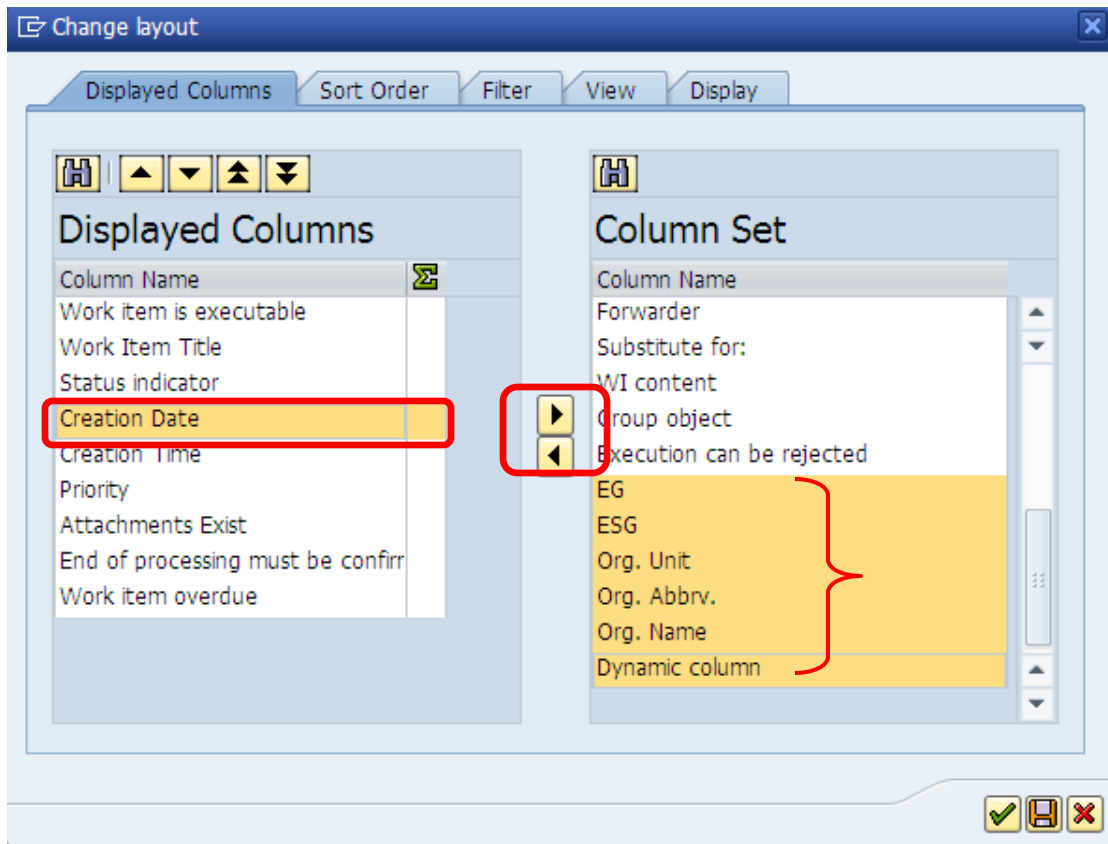 Change layout
Displayed Columns
Sort Order
Filter
View
Display
Displayed Columns
Column Name
Work item is executable
Work Item Title
Status indicator
Creation Date
Creation Time
Priority
Attachments Exist
End of processing must be confirr
Work item overdue
Column Set
Column Name
Forwarder
Substitute for:
WI content
Group object
Execution can be rejected
EG
ESG
Org. Unit
Org. Abbrv.
Org. Name
Dynamic column